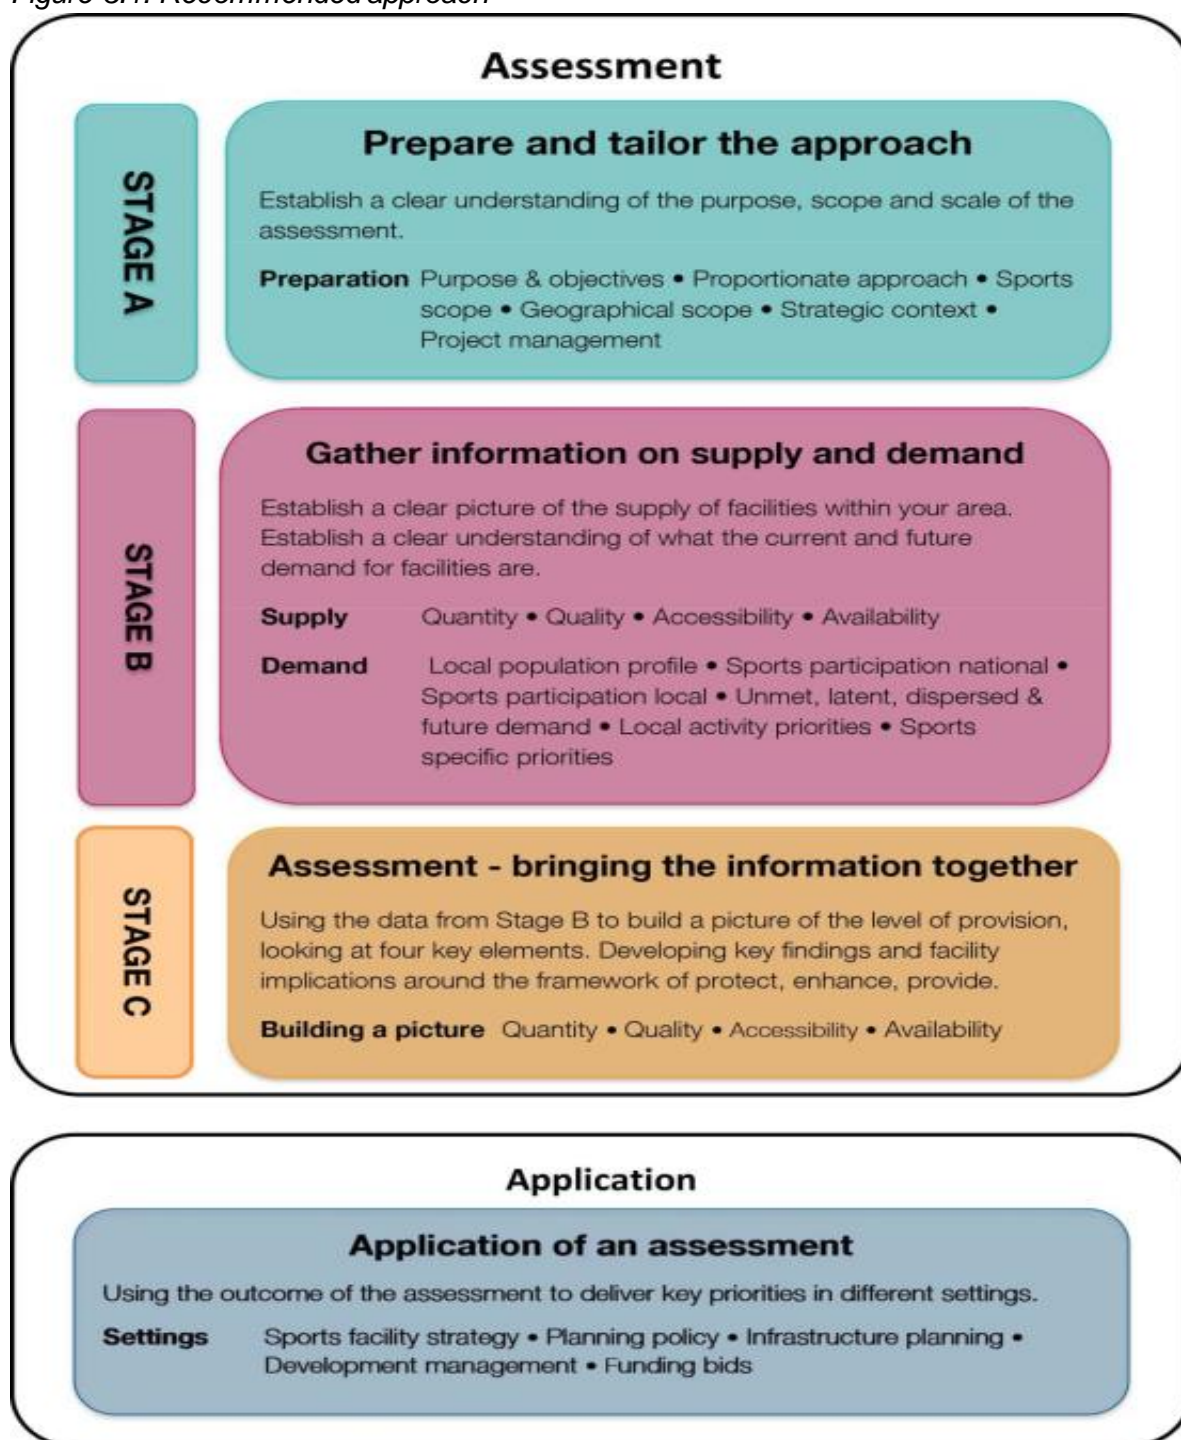 Figure 3.1: Recommended approach
Assessment
STAGE A
Prepare and tailor the approach
Establish a clear understanding of the purpose, scope and scale of the
assessment.
Preparation Purpose & objectives • Proportionate approach • Sports
scope • Geographical scope • Strategic context •
Project management
STAGE B
Gather information on supply and demand
Establish a clear picture of the supply of facilities within your area.
Establish a clear understanding of what the current and future
demand for facilities are.
Supply Quantity • Quality • Accessibility • Availability
Demand Local population profile • Sports participation national •
Sports participation local • Unmet, latent, dispersed &
future demand • Local activity priorities • Sports
specific priorities
STAGE C
Assessment - bringing the information together
Using the data from Stage B to build a picture of the level of provision,
looking at four key elements. Developing key findings and facility
implications around the framework of protect, enhance, provide.
Building a picture Quantity • Quality • Accessibility • Availability
Application
Application of an assessment
Using the outcome of the assessment to deliver key priorities in different settings.
Settings Sports facility strategy • Planning policy • Infrastructure planning •
Development management • Funding bids